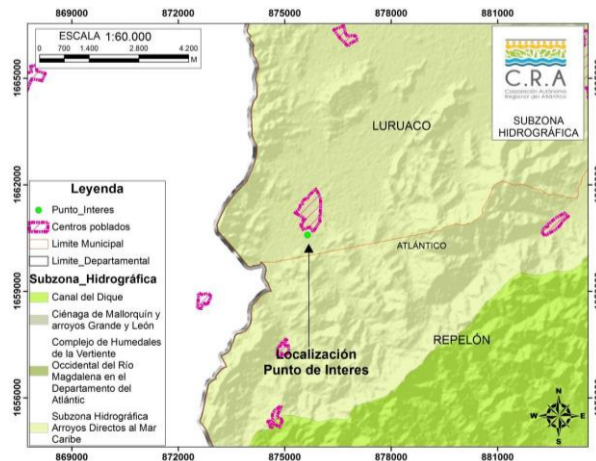 869000 872000 875000 878000 881000
ESCALA 1:60.000
0 700 1.400 2.800 4.200
M
C.R.A
Corporación Autónoma
Regional del Atlántico
SUBZONA
HIDROGRÁFICA
1665000
1662000
1659000
1656000
LURUACO
ATLÁNTICO
REPELÓN
Localización
Punto de Interes
Leyenda
Punto_Interes
Centros poblados
Limite Municipal
Limite_Departamental
Subzona_Hidrográfica
Canal del Dique
Ciénaga de Mallorquín y
arroyos Grande y León
Complejo de Humedales
de la Vertiente
Occidental del Río
Magdalena en el
Departamento del
Atlántic
Subzona Hidrográfica
Arroyos Directos al Mar
Caribe
N
W E
S
869000 872000 875000 878000 881000